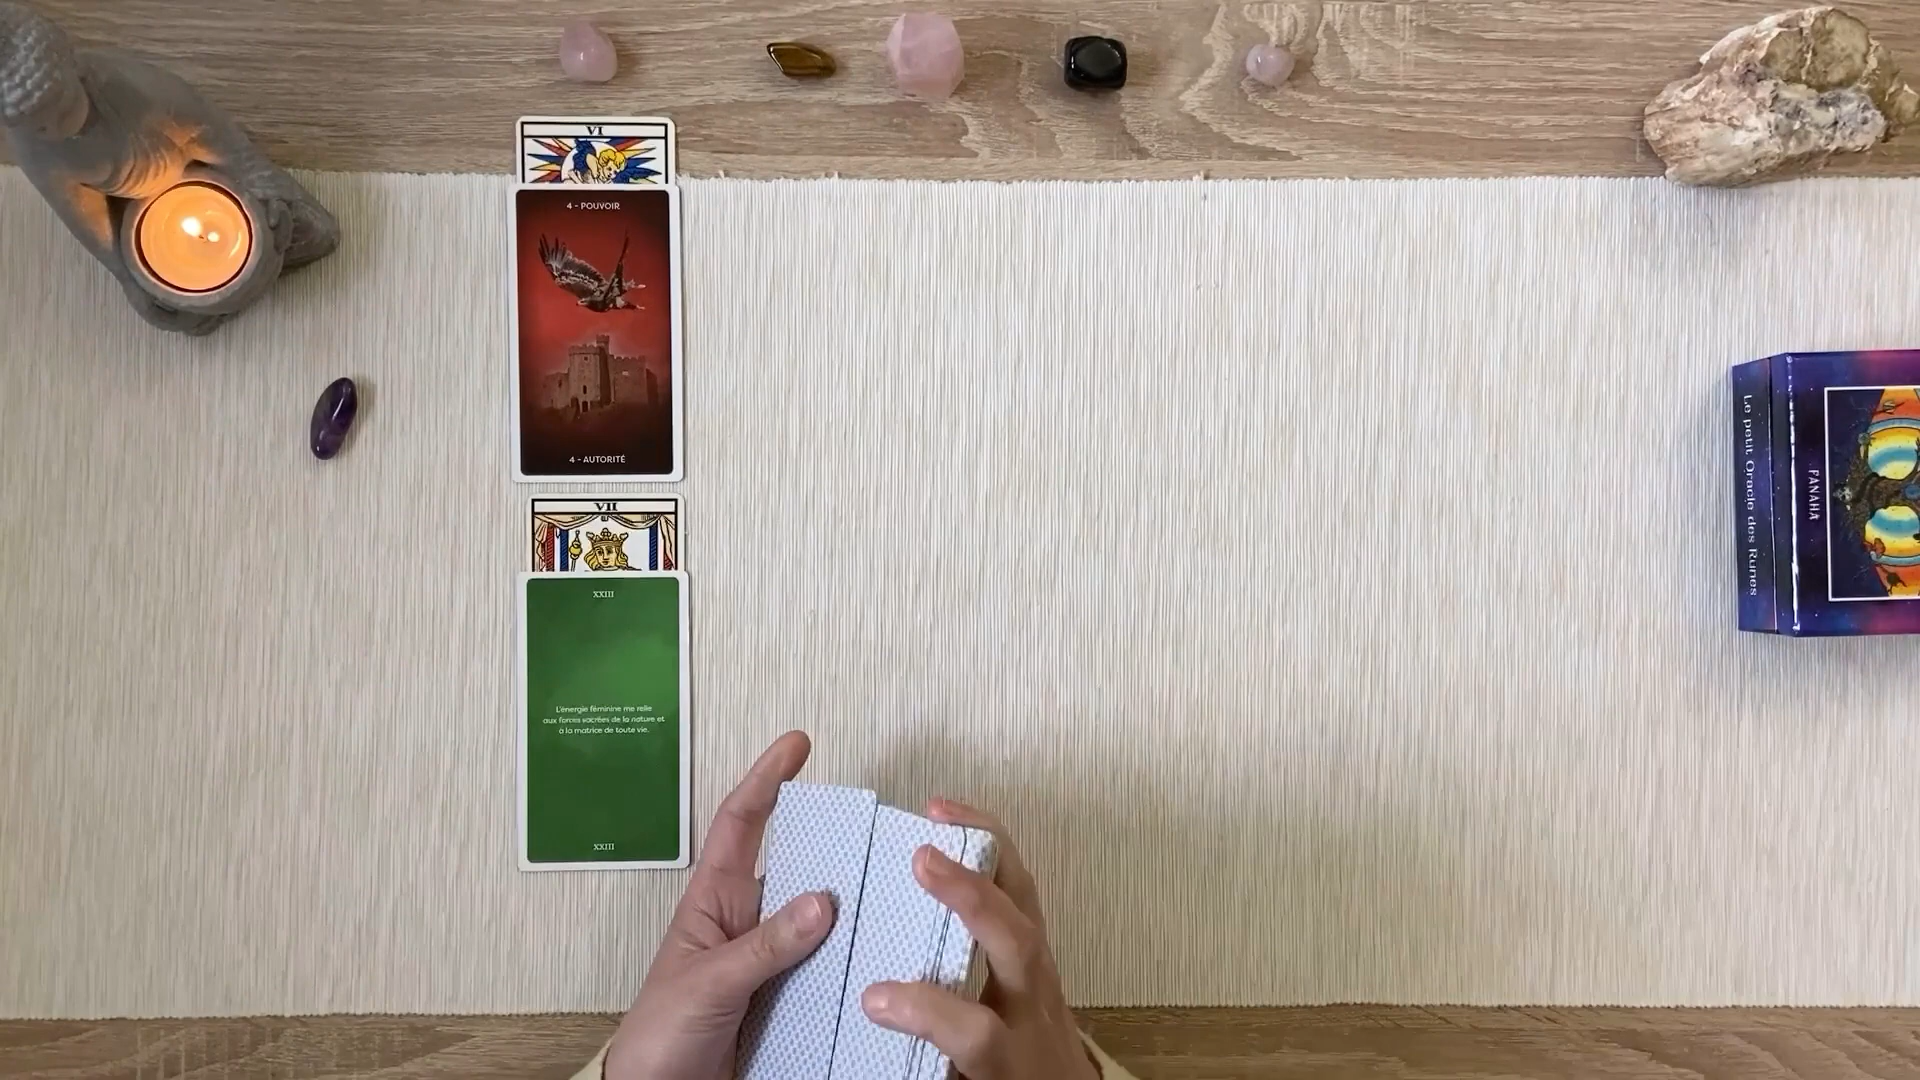 VI
4 - POUVOIR
4 - AUTORITÉ
VII
XXIII
L'énergie féminine me relie
aux forces sacrées de la nature et
à la matrice de toute vie.
XXIII
Le petit Oracle des Runes
FANAHA